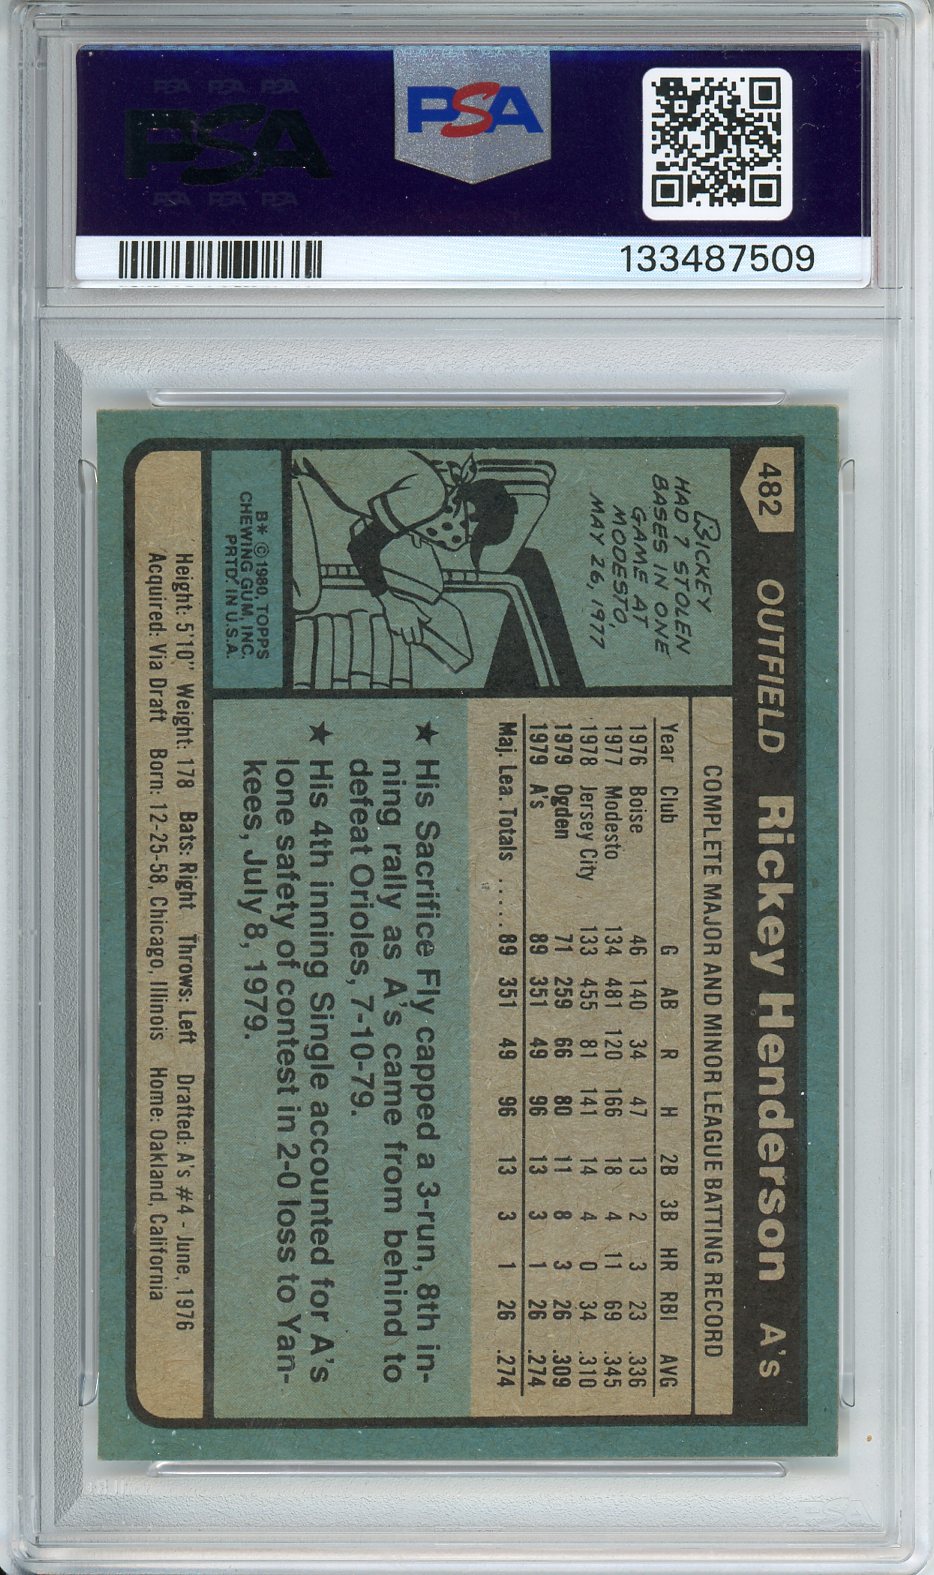 PSA PSA PSA
PSA
PSA PSA PSA
PSA
133487509
482 OUTFIELD Rickey Henderson A's
RICKEY
HAD 7 STOLEN
BASES IN ONE
GAME AT
MODESTO,
MAY 26, 1977
B* © 1980, TOPPS
CHEWING GUM, INC.
PRTD. IN U.S.A.
COMPLETE MAJOR AND MINOR LEAGUE BATTING RECORD
Year Club G AB R H 2B 3B HR RBI AVG
1976 Boise 46 140 34 47 13 2 3 23 .336
1977 Modesto 134 481 120 166 18 4 11 69 .345
1978 Jersey City 133 455 81 141 14 4 0 34 .310
1979 Ogden 71 259 66 80 11 8 3 26 .309
1979 A's 89 351 49 96 13 3 1 26 .274
Maj. Lea. Totals ..... 89 351 49 96 13 3 1 26 .274
★ His Sacrifice Fly capped a 3-run, 8th in-
ning rally as A's came from behind to
defeat Orioles, 7-10-79.
★ His 4th inning Single accounted for A's
lone safety of contest in 2-0 loss to Yan-
kees, July 8, 1979.
Height: 5'10" Weight: 178 Bats: Right Throws: Left Drafted: A's #4 - June, 1976
Acquired: Via Draft Born: 12-25-58, Chicago, Illinois Home: Oakland, California